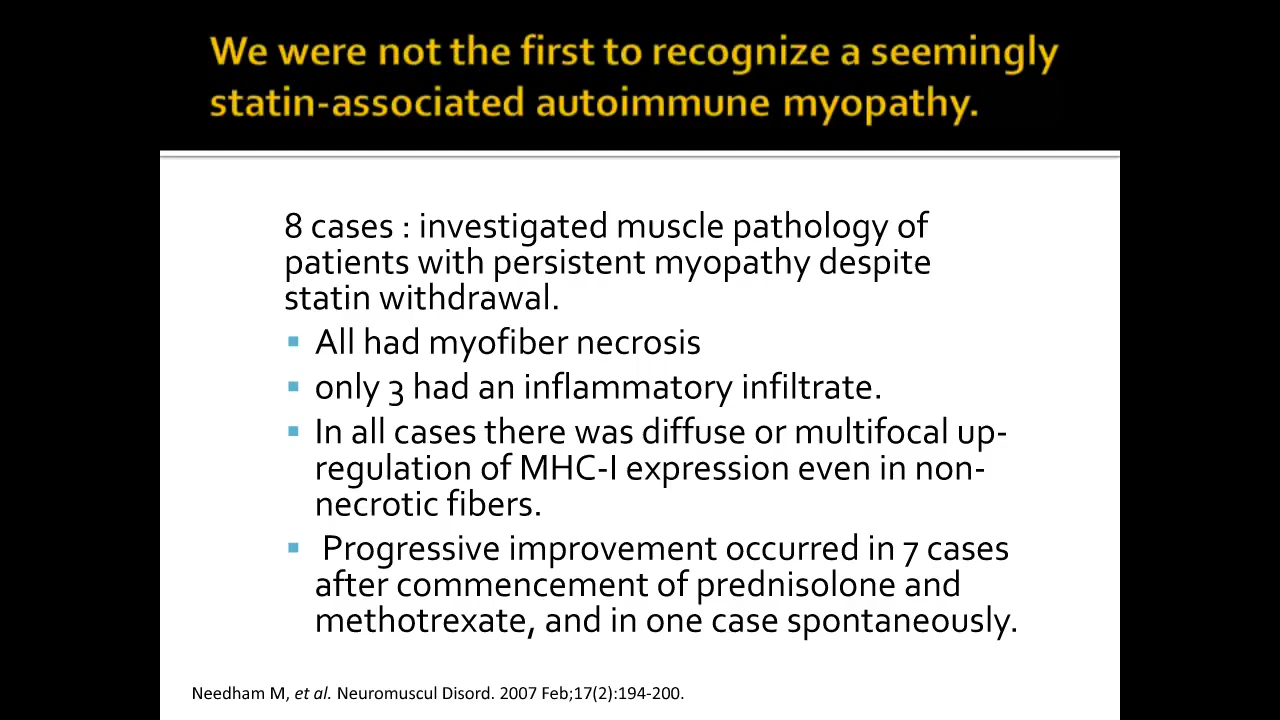 We were not the first to recognize a seemingly
statin-associated autoimmune myopathy.
8 cases : investigated muscle pathology of
patients with persistent myopathy despite
statin withdrawal.
▪ All had myofiber necrosis
▪ only 3 had an inflammatory infiltrate.
▪ In all cases there was diffuse or multifocal up-
regulation of MHC-I expression even in non-
necrotic fibers.
▪ Progressive improvement occurred in 7 cases
after commencement of prednisolone and
methotrexate, and in one case spontaneously.
Needham M, et al. Neuromuscul Disord. 2007 Feb;17(2):194-200.